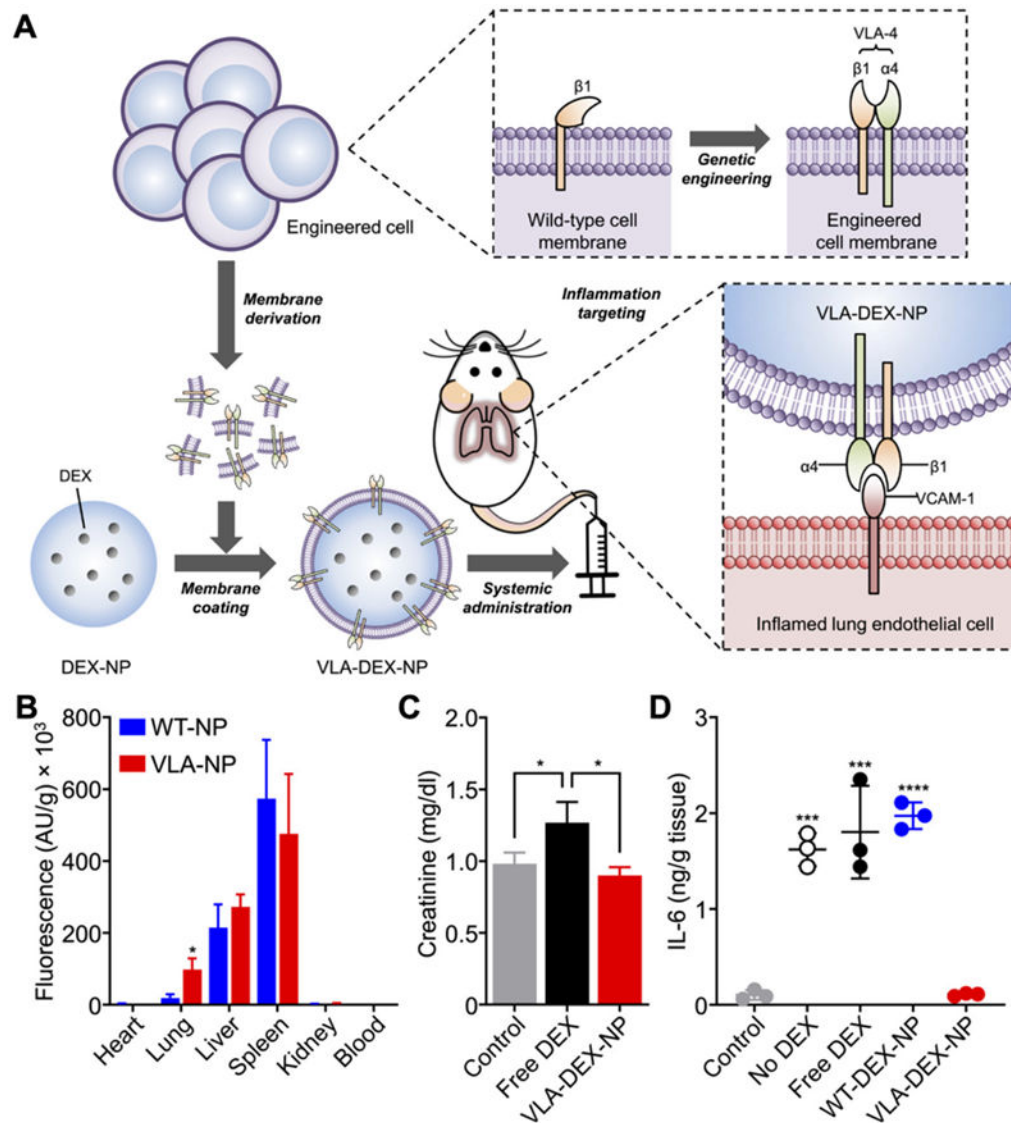 A
Engineered cell
β1
Wild-type cell
membrane
Genetic
engineering
VLA-4
β1 α4
Engineered
cell membrane
Membrane
derivation
DEX
DEX-NP
Membrane
coating
VLA-DEX-NP
Systemic
administration
Inflammation
targeting
VLA-DEX-NP
α4
β1
VCAM-1
Inflamed lung endothelial cell
B
WT-NP
VLA-NP
Fluorescence (AU/g) × 10³
800
600
400
200
0
*
Heart
Lung
Liver
Spleen
Kidney
Blood
C
Creatinine (mg/dl)
2.0
1.5
1.0
0.5
0
* *
Control
Free DEX
VLA-DEX-NP
D
IL-6 (ng/g tissue)
3
2
1
0
***
***
****
Control
No DEX
Free DEX
WT-DEX-NP
VLA-DEX-NP